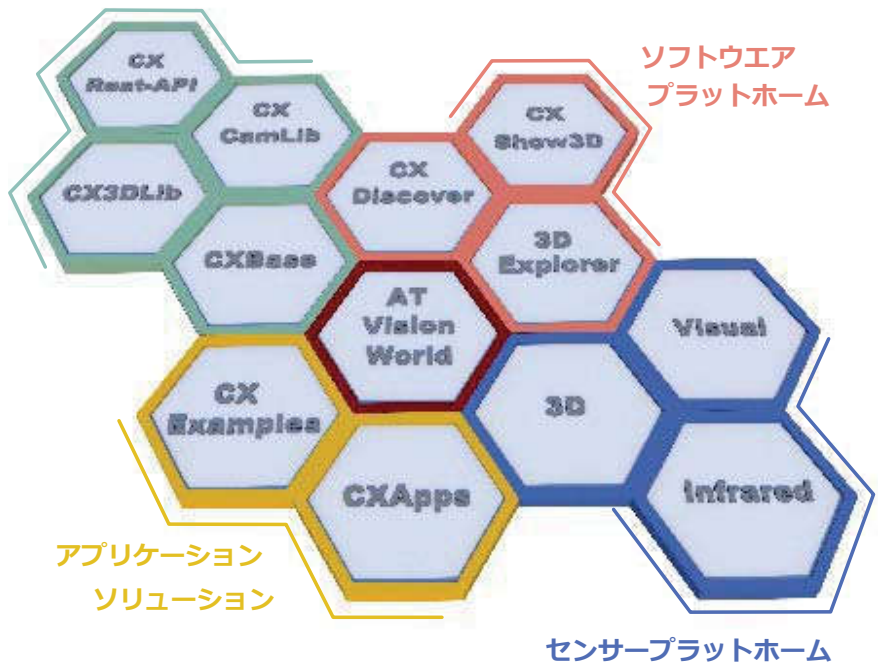 CX
Rest-API
CX
CamLib
CX3DLib
CXBase
ソフトウエア
プラットホーム
CX
Show3D
CX
Discover
3D
Explorer
AT
Vision
World
Visual
3D
Infrared
CX
Examples
CXApps
アプリケーション
ソリューション
センサープラットホーム